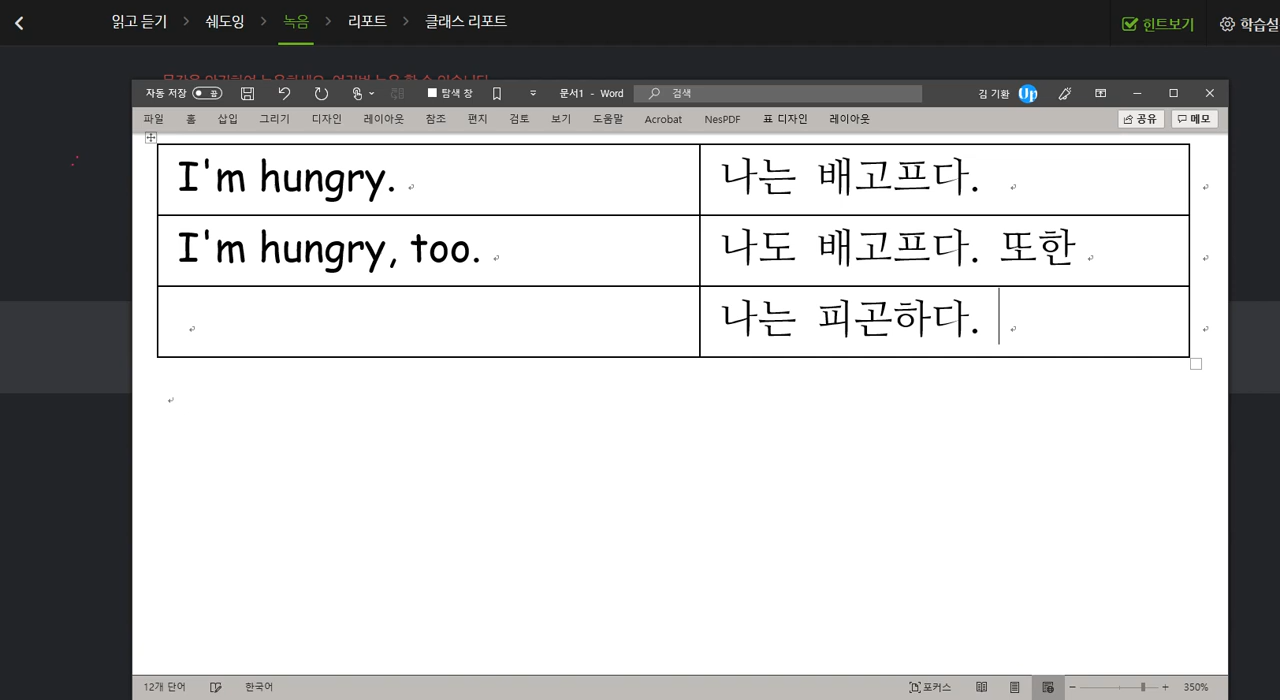 읽고 듣기 > 쉐도잉 > 녹음 > 리포트 > 클래스 리포트 힌트보기 학습설
자동 저장 탐색 창 문서1 - Word 검색 김 기환 Up
파일 홈 삽입 그리기 디자인 레이아웃 참조 편지 검토 보기 도움말 Acrobat NesPDF 표 디자인 레이아웃 공유 메모
I'm hungry. 나는 배고프다.
I'm hungry, too. 나도 배고프다. 또한
나는 피곤하다.
12개 단어 한국어 포커스 350%